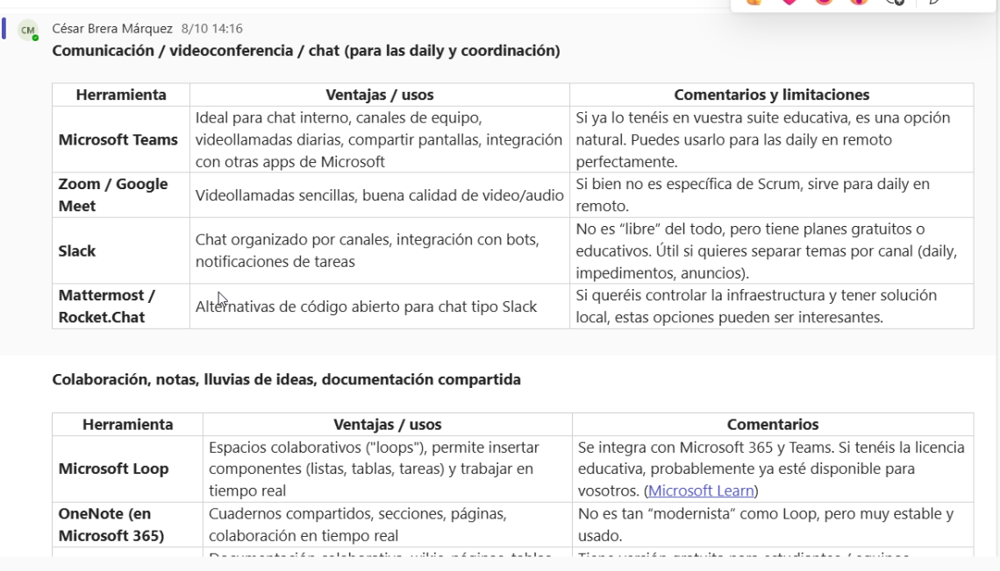 CM César Brera Márquez 8/10 14:16
Comunicación / videoconferencia / chat (para las daily y coordinación)
Herramienta Ventajas / usos Comentarios y limitaciones
Microsoft Teams
Ideal para chat interno, canales de equipo,
videollamadas diarias, compartir pantallas, integración
con otras apps de Microsoft
Si ya lo tenéis en vuestra suite educativa, es una opción
natural. Puedes usarlo para las daily en remoto
perfectamente.
Zoom / Google
Meet
Videollamadas sencillas, buena calidad de video/audio
Si bien no es específica de Scrum, sirve para daily en
remoto.
Slack
Chat organizado por canales, integración con bots,
notificaciones de tareas
No es “libre” del todo, pero tiene planes gratuitos o
educativos. Útil si quieres separar temas por canal (daily,
impedimentos, anuncios).
Mattermost /
Rocket.Chat
Alternativas de código abierto para chat tipo Slack
Si queréis controlar la infraestructura y tener solución
local, estas opciones pueden ser interesantes.
Colaboración, notas, lluvias de ideas, documentación compartida
Herramienta Ventajas / usos Comentarios
Microsoft Loop
Espacios colaborativos ("loops"), permite insertar
componentes (listas, tablas, tareas) y trabajar en
tiempo real
Se integra con Microsoft 365 y Teams. Si tenéis la licencia
educativa, probablemente ya esté disponible para
vosotros. (Microsoft Learn)
OneNote (en
Microsoft 365)
Cuadernos compartidos, secciones, páginas,
colaboración en tiempo real
No es tan “modernista” como Loop, pero muy estable y
usado.